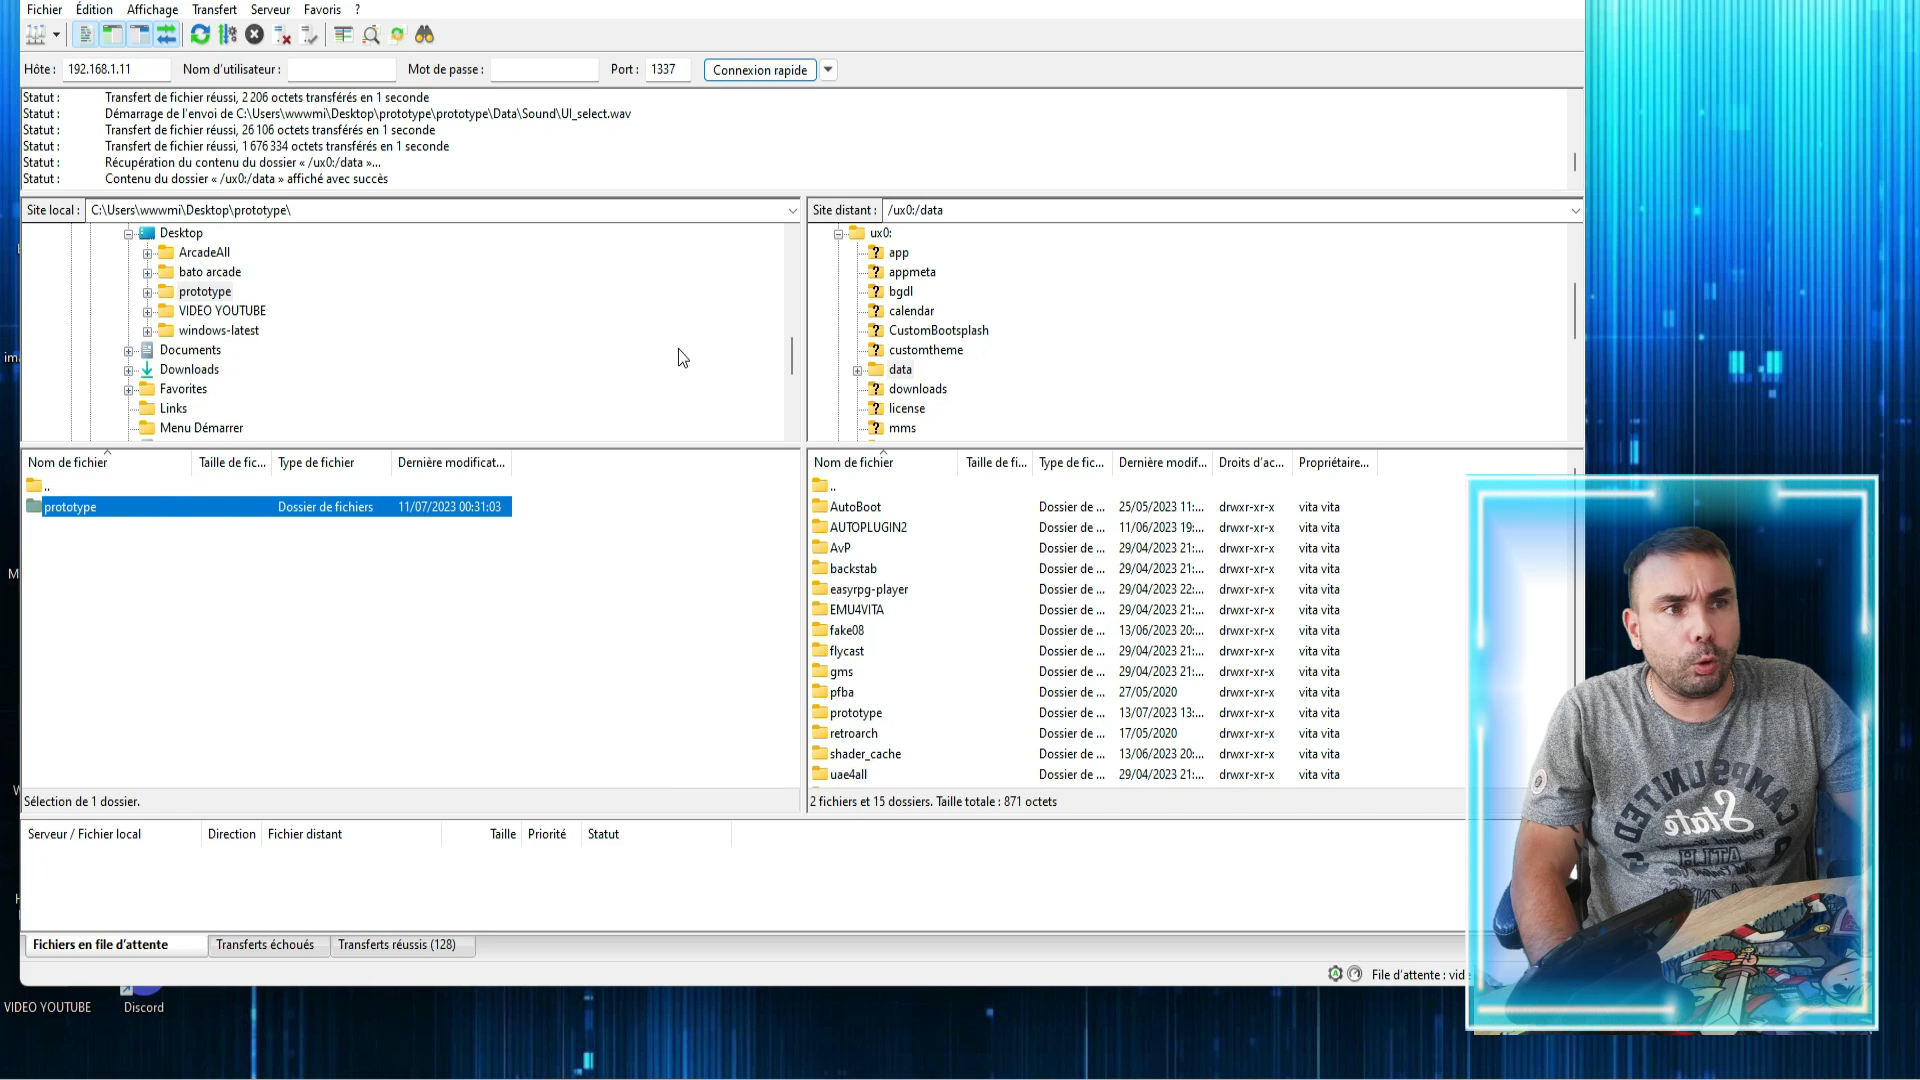 Fichier Édition Affichage Transfert Serveur Favoris ?
Hôte : 192.168.1.11 Nom d'utilisateur : Mot de passe : Port : 1337 Connexion rapide
Statut : Transfert de fichier réussi, 2 206 octets transférés en 1 seconde
Statut : Démarrage de l'envoi de C:\Users\wwwmi\Desktop\prototype\prototype\Data\Sound\UI_select.wav
Statut : Transfert de fichier réussi, 26 106 octets transférés en 1 seconde
Statut : Transfert de fichier réussi, 1 676 334 octets transférés en 1 seconde
Statut : Récupération du contenu du dossier « /ux0:/data »...
Statut : Contenu du dossier « /ux0:/data » affiché avec succès
Site local : C:\Users\wwwmi\Desktop\prototype\
Desktop
ArcadeAll
bato arcade
prototype
VIDEO YOUTUBE
windows-latest
Documents
Downloads
Favorites
Links
Menu Démarrer
Site distant : /ux0:/data
ux0:
app
appmeta
bgdl
calendar
CustomBootsplash
customtheme
data
downloads
license
mms
Nom de fichier Taille de fic... Type de fichier Dernière modificat...
..
prototype Dossier de fichiers 11/07/2023 00:31:03
Sélection de 1 dossier.
Nom de fichier Taille de fi... Type de fic... Dernière modif... Droits d'ac... Propriétaire...
..
AutoBoot Dossier de ... 25/05/2023 11:... drwxr-xr-x vita vita
AUTOPLUGIN2 Dossier de ... 11/06/2023 19:... drwxr-xr-x vita vita
AvP Dossier de ... 29/04/2023 21:... drwxr-xr-x vita vita
backstab Dossier de ... 29/04/2023 21:... drwxr-xr-x vita vita
easyrpg-player Dossier de ... 29/04/2023 22:... drwxr-xr-x vita vita
EMU4VITA Dossier de ... 29/04/2023 21:... drwxr-xr-x vita vita
fake08 Dossier de ... 13/06/2023 20:... drwxr-xr-x vita vita
flycast Dossier de ... 29/04/2023 21:... drwxr-xr-x vita vita
gms Dossier de ... 29/04/2023 21:... drwxr-xr-x vita vita
pfba Dossier de ... 27/05/2020 drwxr-xr-x vita vita
prototype Dossier de ... 13/07/2023 13:... drwxr-xr-x vita vita
retroarch Dossier de ... 17/05/2020 drwxr-xr-x vita vita
shader_cache Dossier de ... 13/06/2023 20:... drwxr-xr-x vita vita
uae4all Dossier de ... 29/04/2023 21:... drwxr-xr-x vita vita
2 fichiers et 15 dossiers. Taille totale : 871 octets
Serveur / Fichier local Direction Fichier distant Taille Priorité Statut
Fichiers en file d'attente Transferts échoués Transferts réussis (128)
File d'attente : vide
VIDEO YOUTUBE Discord
CAMPS UNITED
State